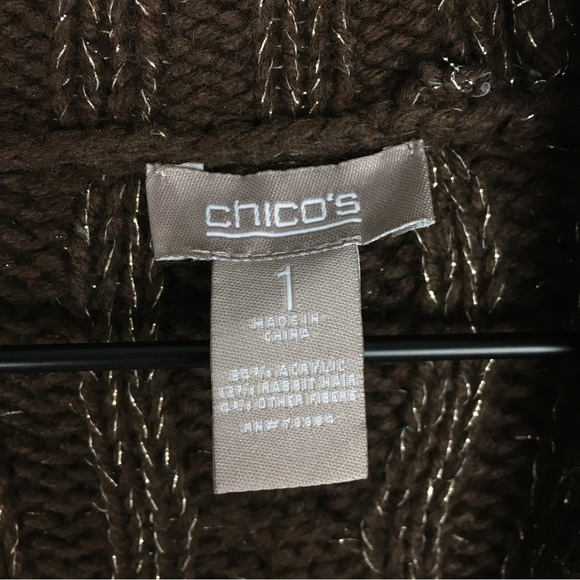 chico's
1
MADE IN
CHINA
% ACRYLIC
% RABBIT HAIR
% OTHER FIBERS
RN#